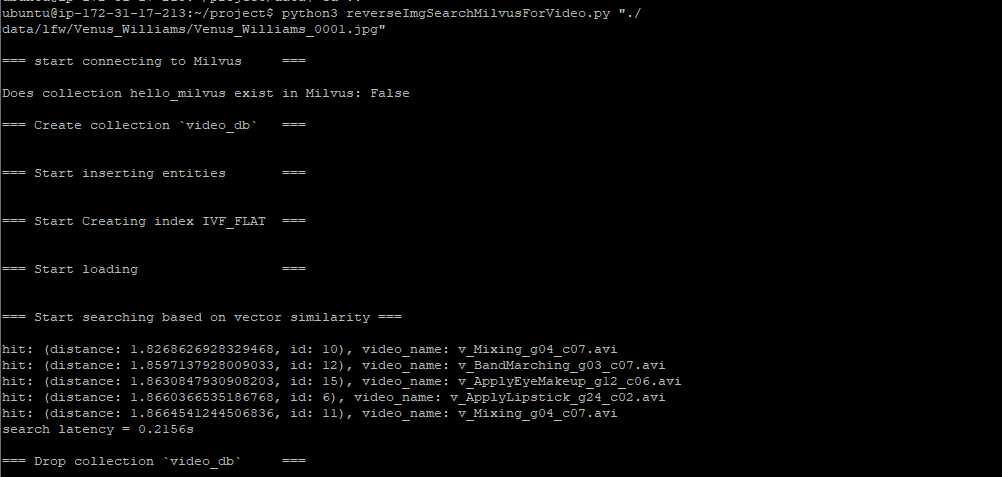 ubuntu@ip-172-31-17-213:~/project$ python3 reverseImgSearchMilvusForVideo.py "./
data/lfw/Venus_Williams/Venus_Williams_0001.jpg"
=== start connecting to Milvus     ===
Does collection hello_milvus exist in Milvus: False
=== Create collection `video_db`   ===
=== Start inserting entities       ===
=== Start Creating index IVF_FLAT  ===
=== Start loading                  ===
=== Start searching based on vector similarity ===
hit: (distance: 1.8268626928329468, id: 10), video_name: v_Mixing_g04_c07.avi
hit: (distance: 1.8597137928009033, id: 12), video_name: v_BandMarching_g03_c07.avi
hit: (distance: 1.8630847930908203, id: 15), video_name: v_ApplyEyeMakeup_g12_c06.avi
hit: (distance: 1.8660366535186768, id: 6), video_name: v_ApplyLipstick_g24_c02.avi
hit: (distance: 1.8664541244506836, id: 11), video_name: v_Mixing_g04_c07.avi
search latency = 0.2156s
=== Drop collection `video_db`     ===